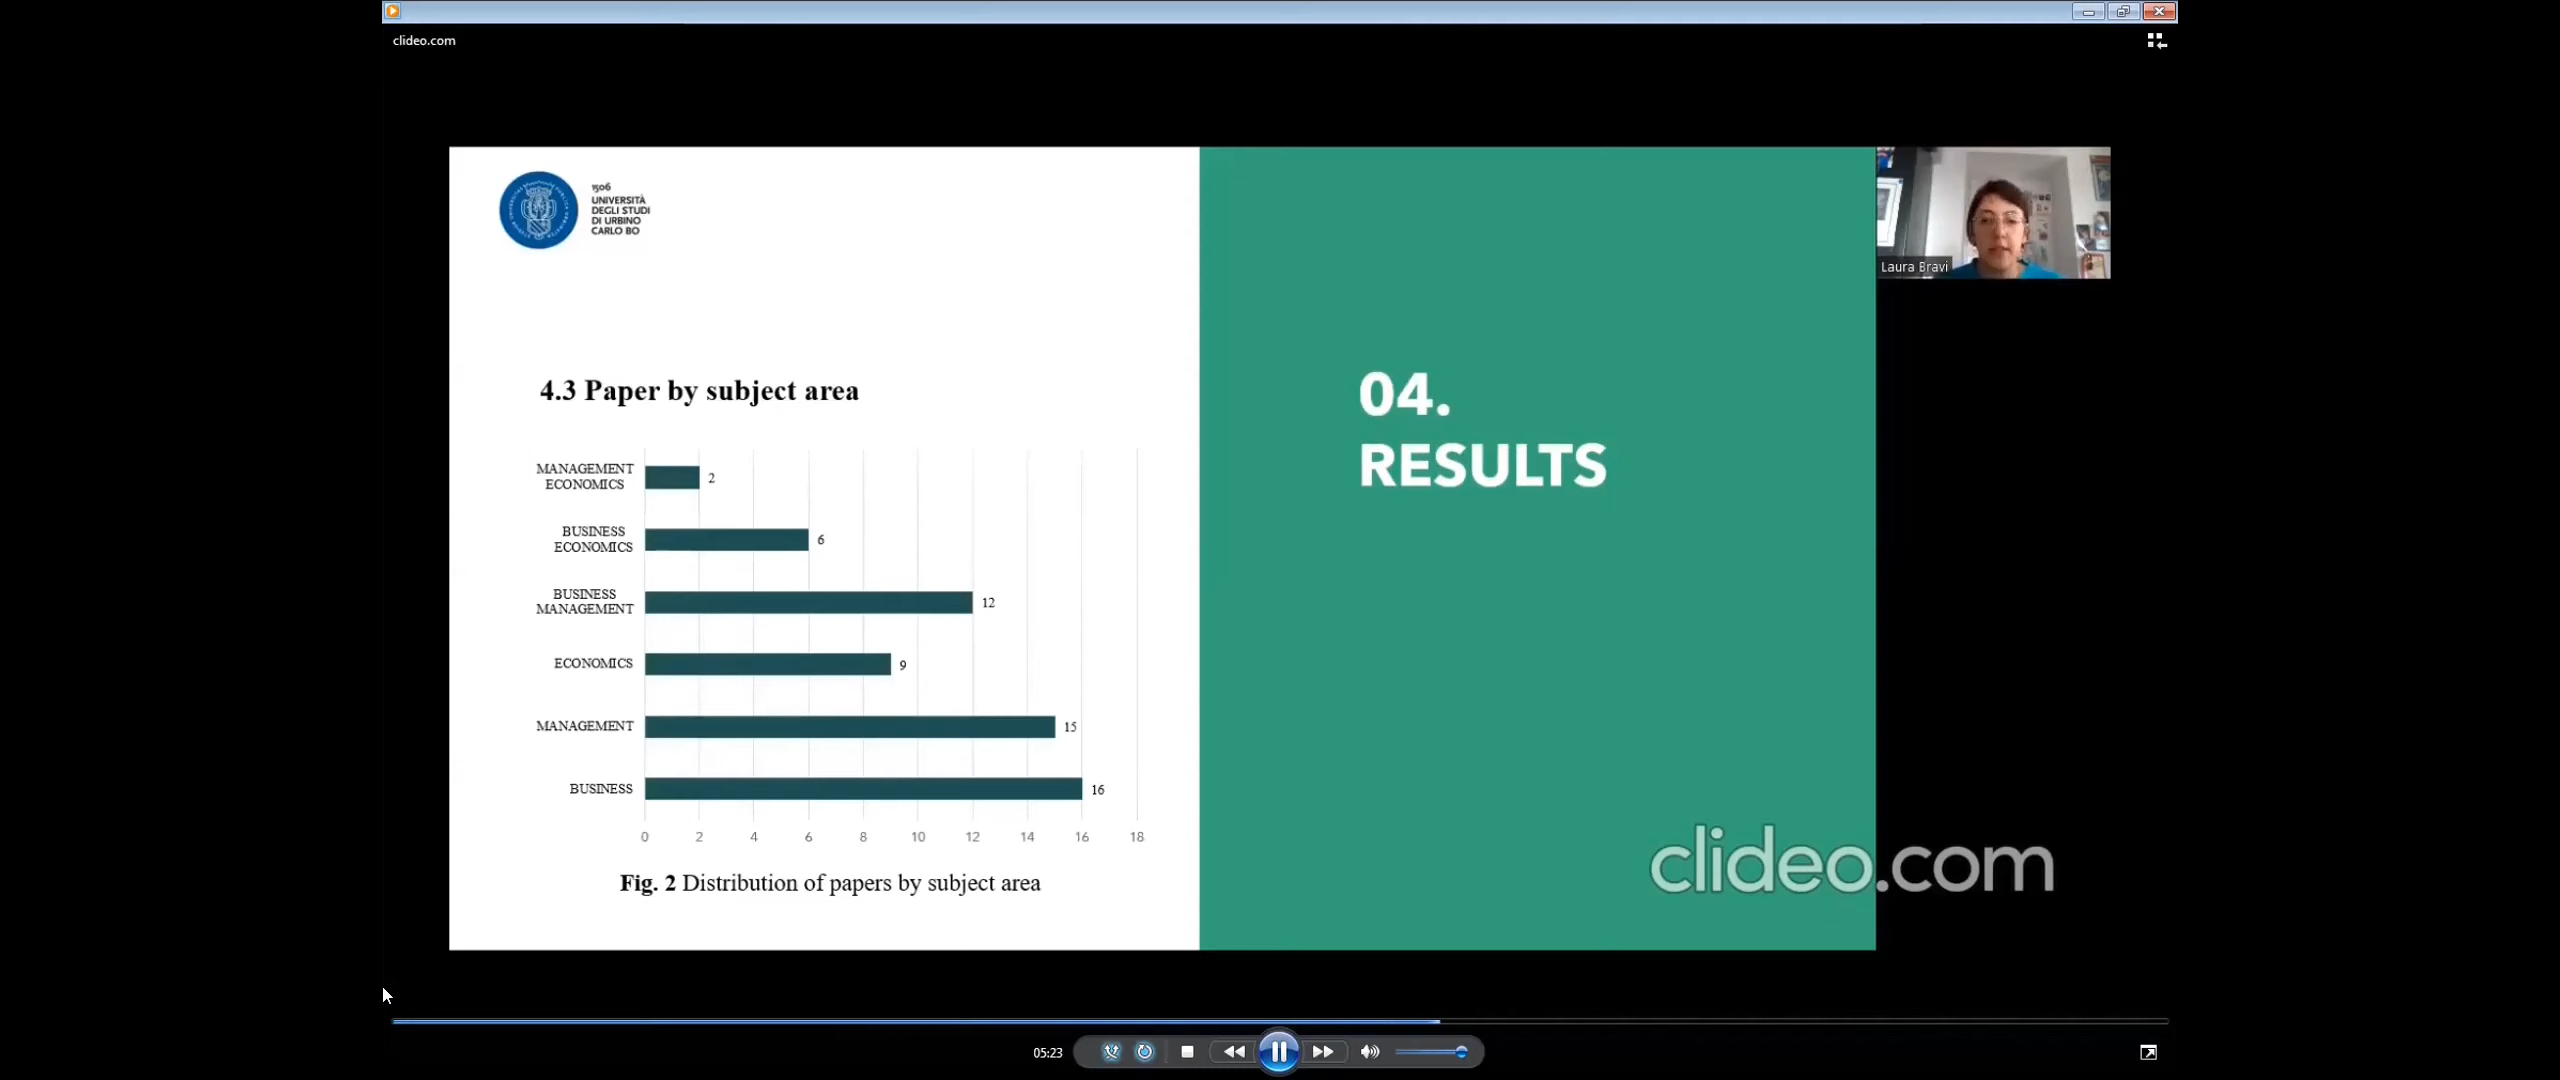 clideo.com
1506
UNIVERSITÀ
DEGLI STUDI
DI URBINO
CARLO BO
4.3 Paper by subject area
MANAGEMENT
ECONOMICS
2
BUSINESS
ECONOMICS
6
BUSINESS
MANAGEMENT
12
ECONOMICS
9
MANAGEMENT
15
BUSINESS
16
0 2 4 6 8 10 12 14 16 18
Fig. 2 Distribution of papers by subject area
04.
RESULTS
Laura Bravi
clideo.com
05:23